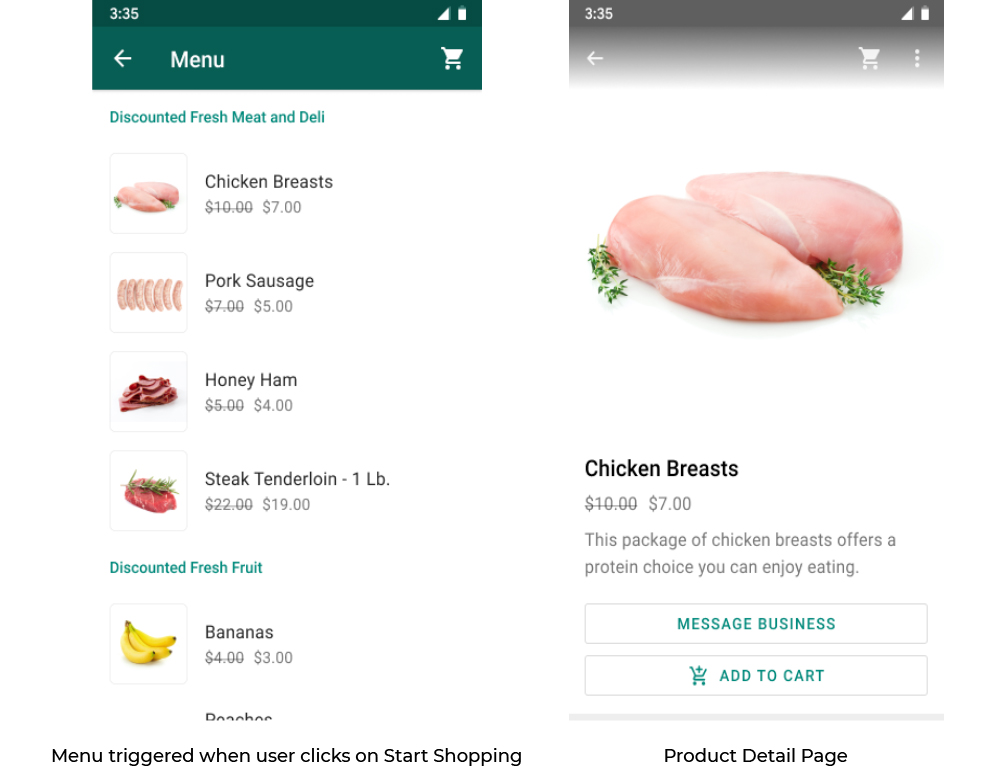 3:35
Menu
Discounted Fresh Meat and Deli
Chicken Breasts
$10.00 $7.00
Pork Sausage
$7.00 $5.00
Honey Ham
$5.00 $4.00
Steak Tenderloin - 1 Lb.
$22.00 $19.00
Discounted Fresh Fruit
Bananas
$4.00 $3.00
Peaches
Menu triggered when user clicks on Start Shopping
3:35
Chicken Breasts
$10.00 $7.00
This package of chicken breasts offers a
protein choice you can enjoy eating.
MESSAGE BUSINESS
ADD TO CART
Product Detail Page